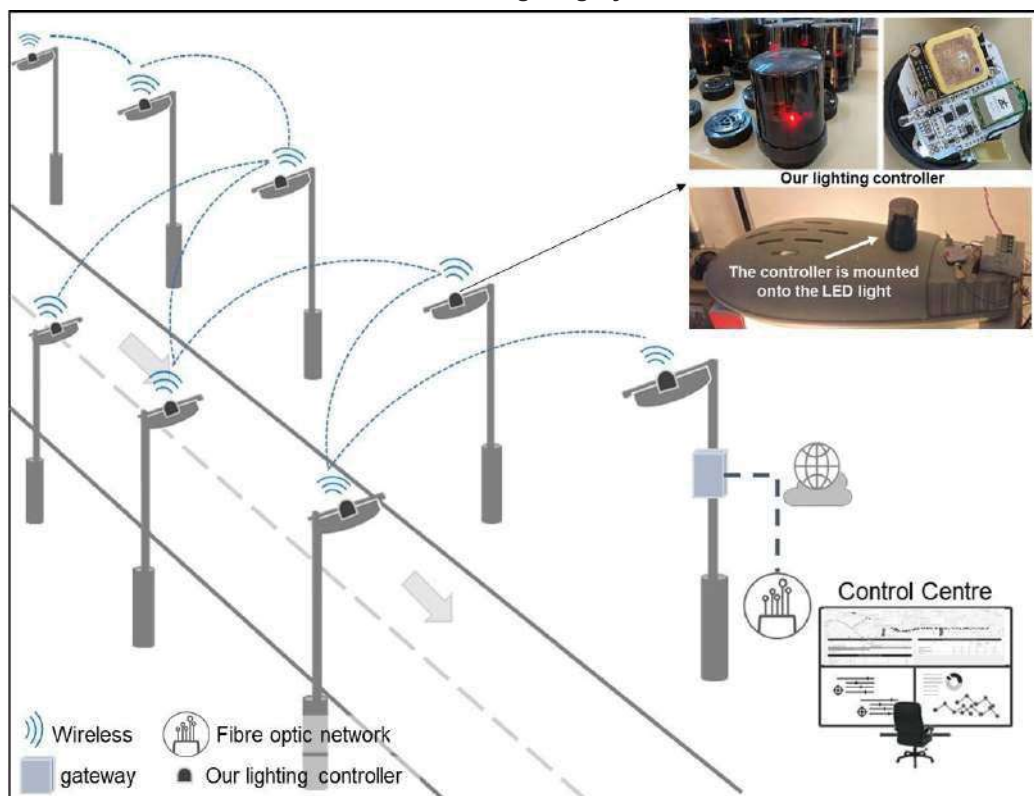 Our lighting controller
The controller is mounted
onto the LED light
Control Centre
Wireless
Fibre optic network
gateway
Our lighting controller